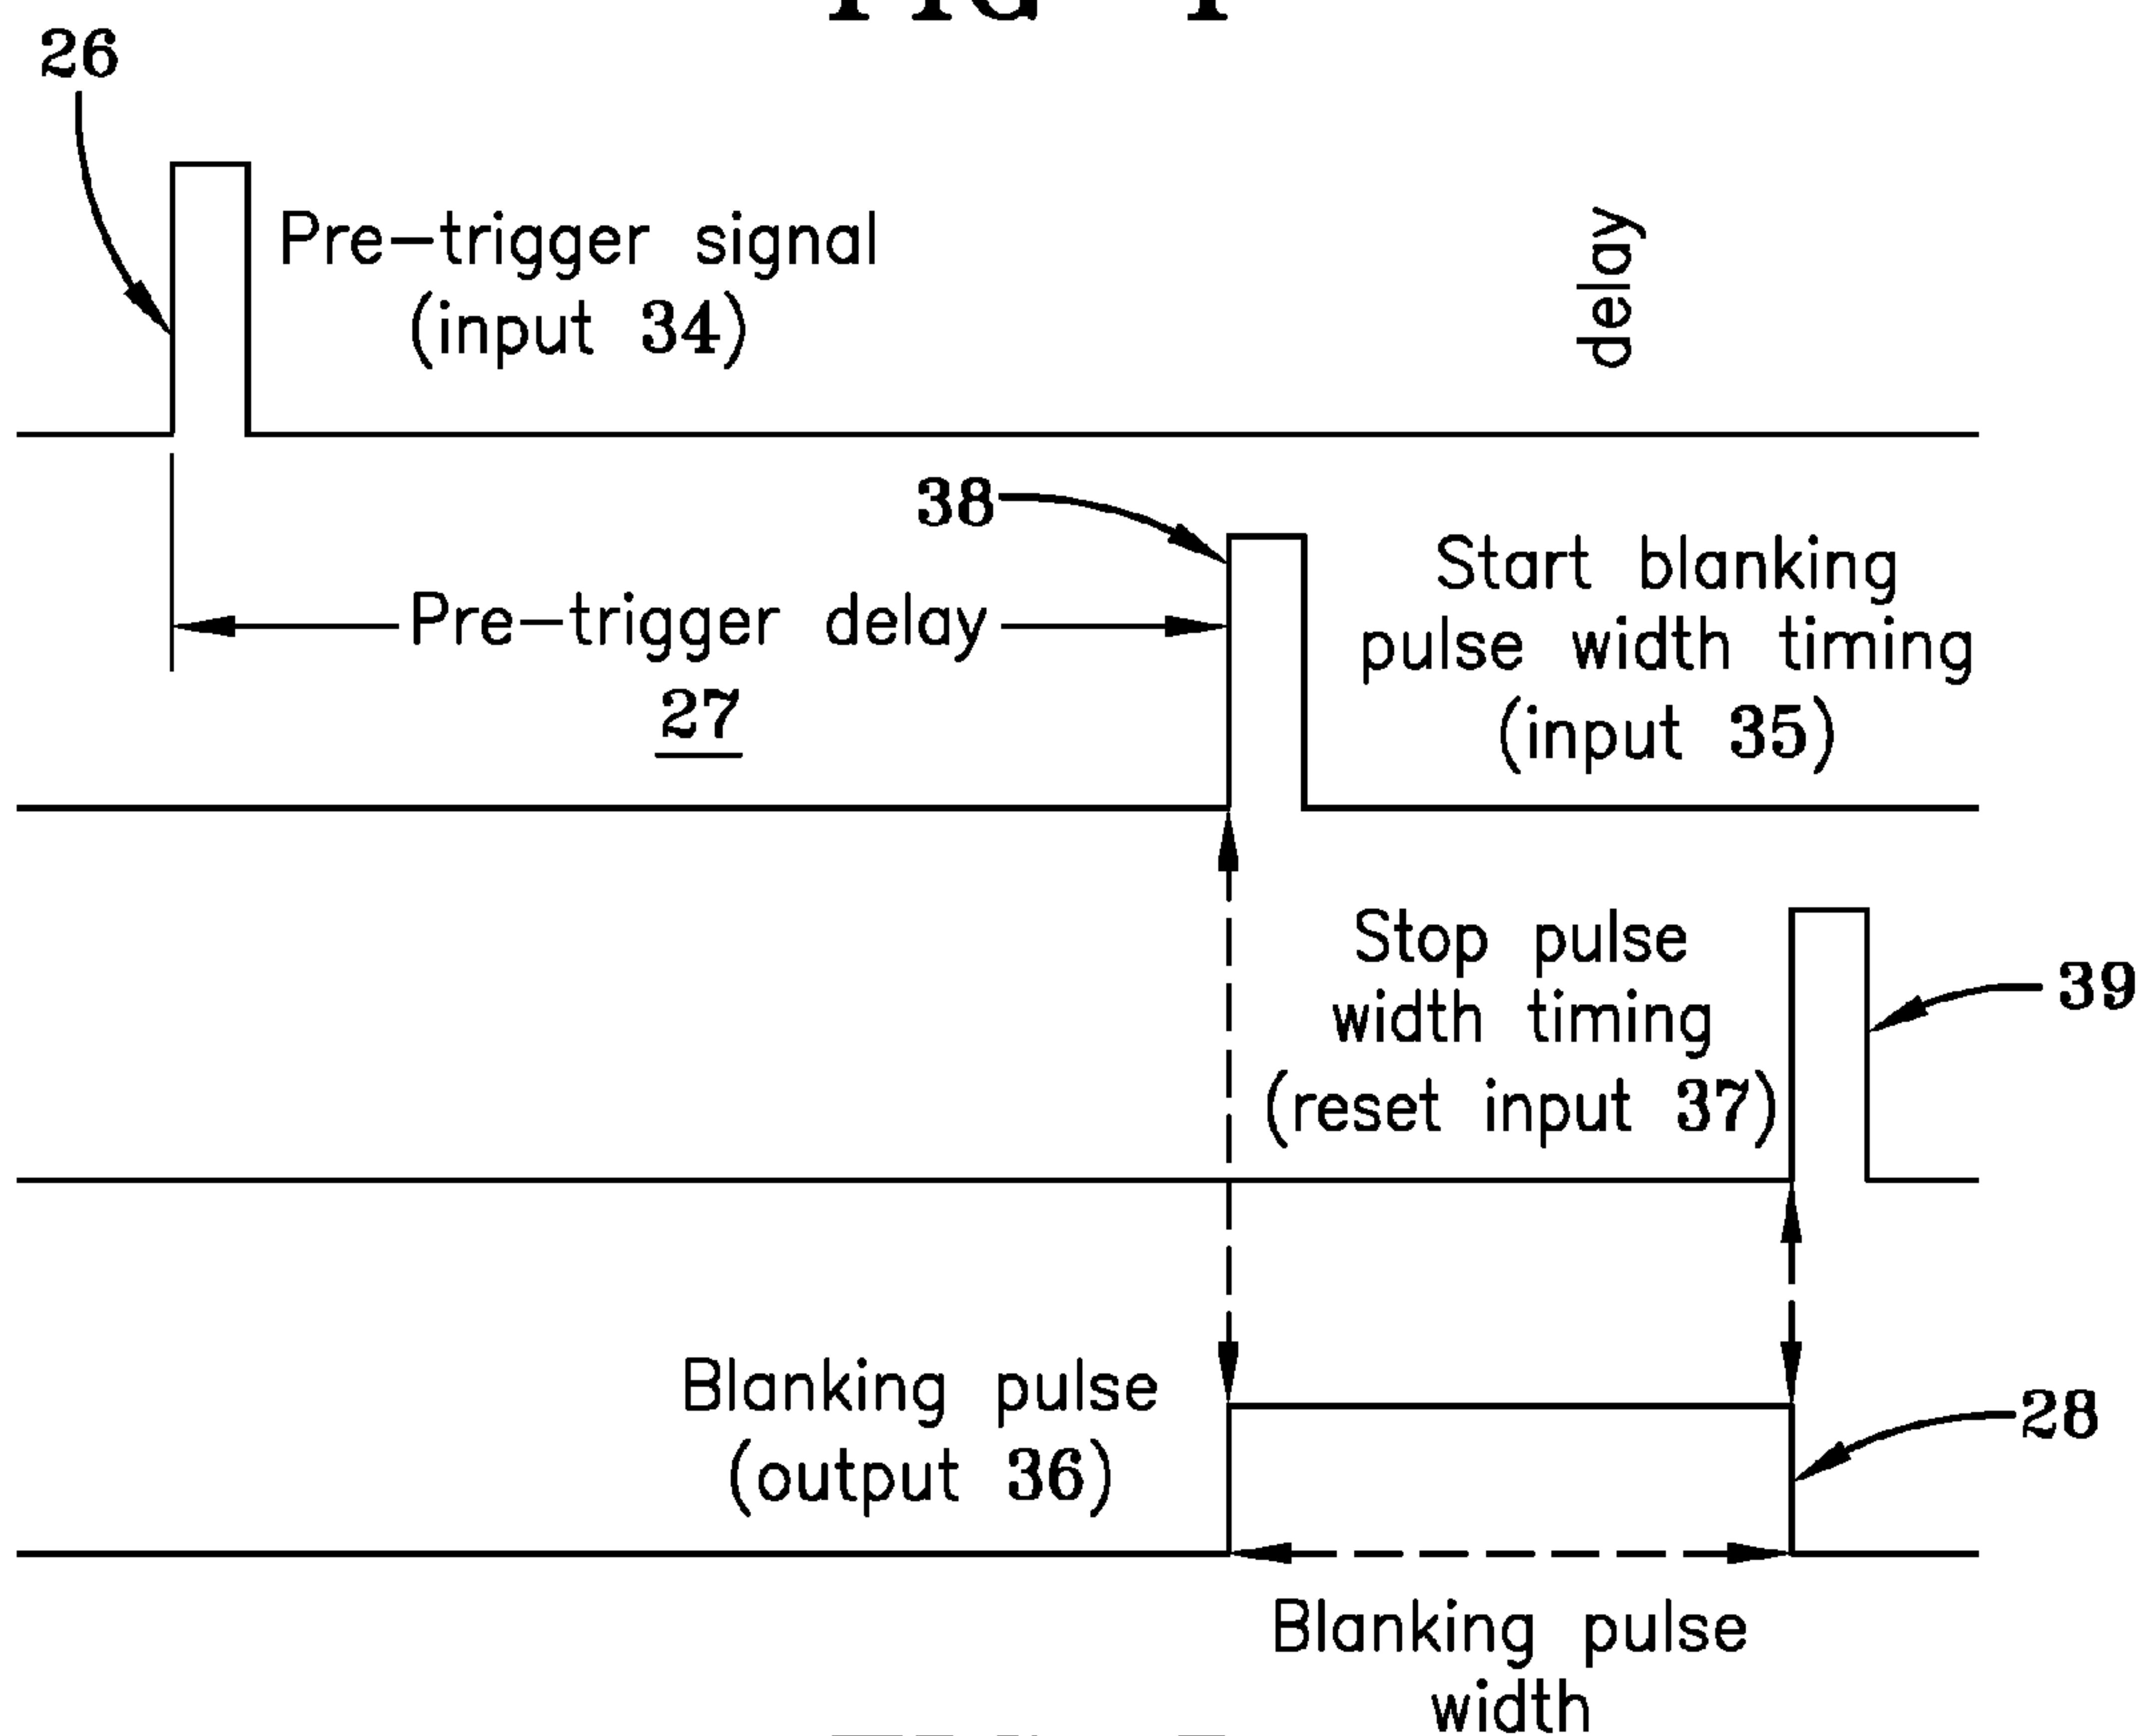 26
Pre-trigger signal
(input 34)
delay
38
Pre-trigger delay
27
Start blanking
pulse width timing
(input 35)
Stop pulse
width timing
(reset input 37)
39
Blanking pulse
(output 36)
28
Blanking pulse
width